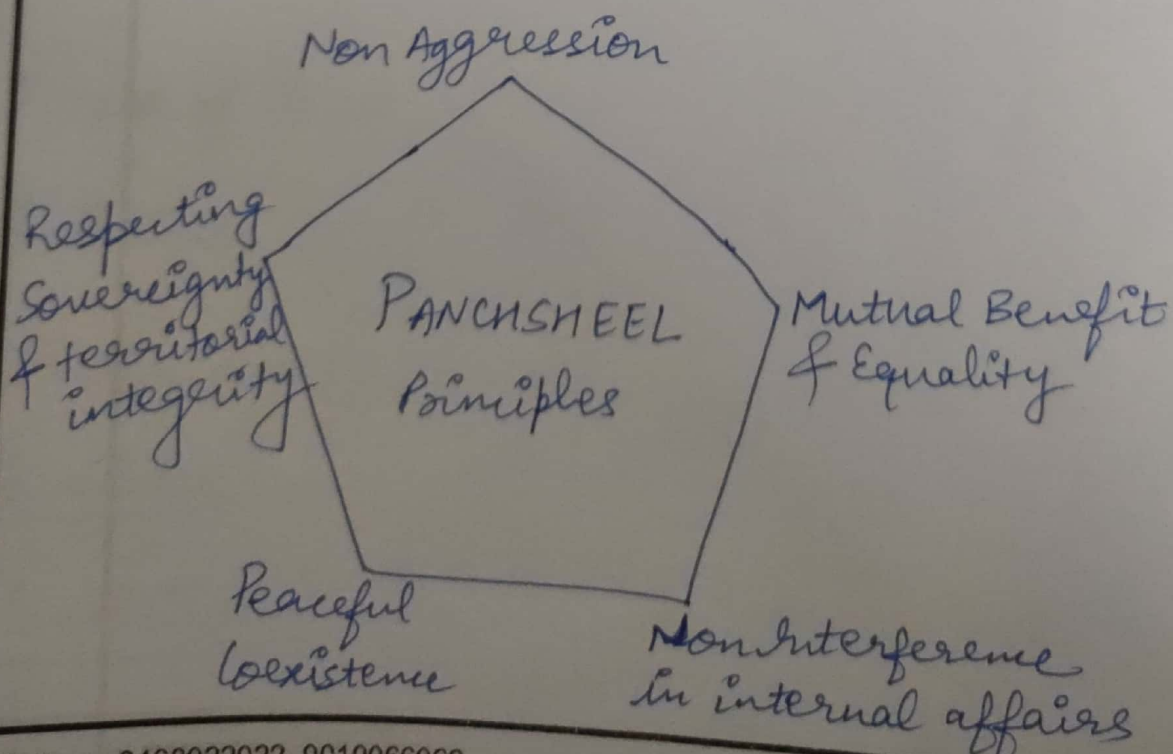 Non Aggression
Respecting
Sovereignty
& territorial
integrity
PANCHSHEEL
Principles
Mutual Benefit
& Equality
Peaceful
Coexistence
Non Interference
in internal affairs